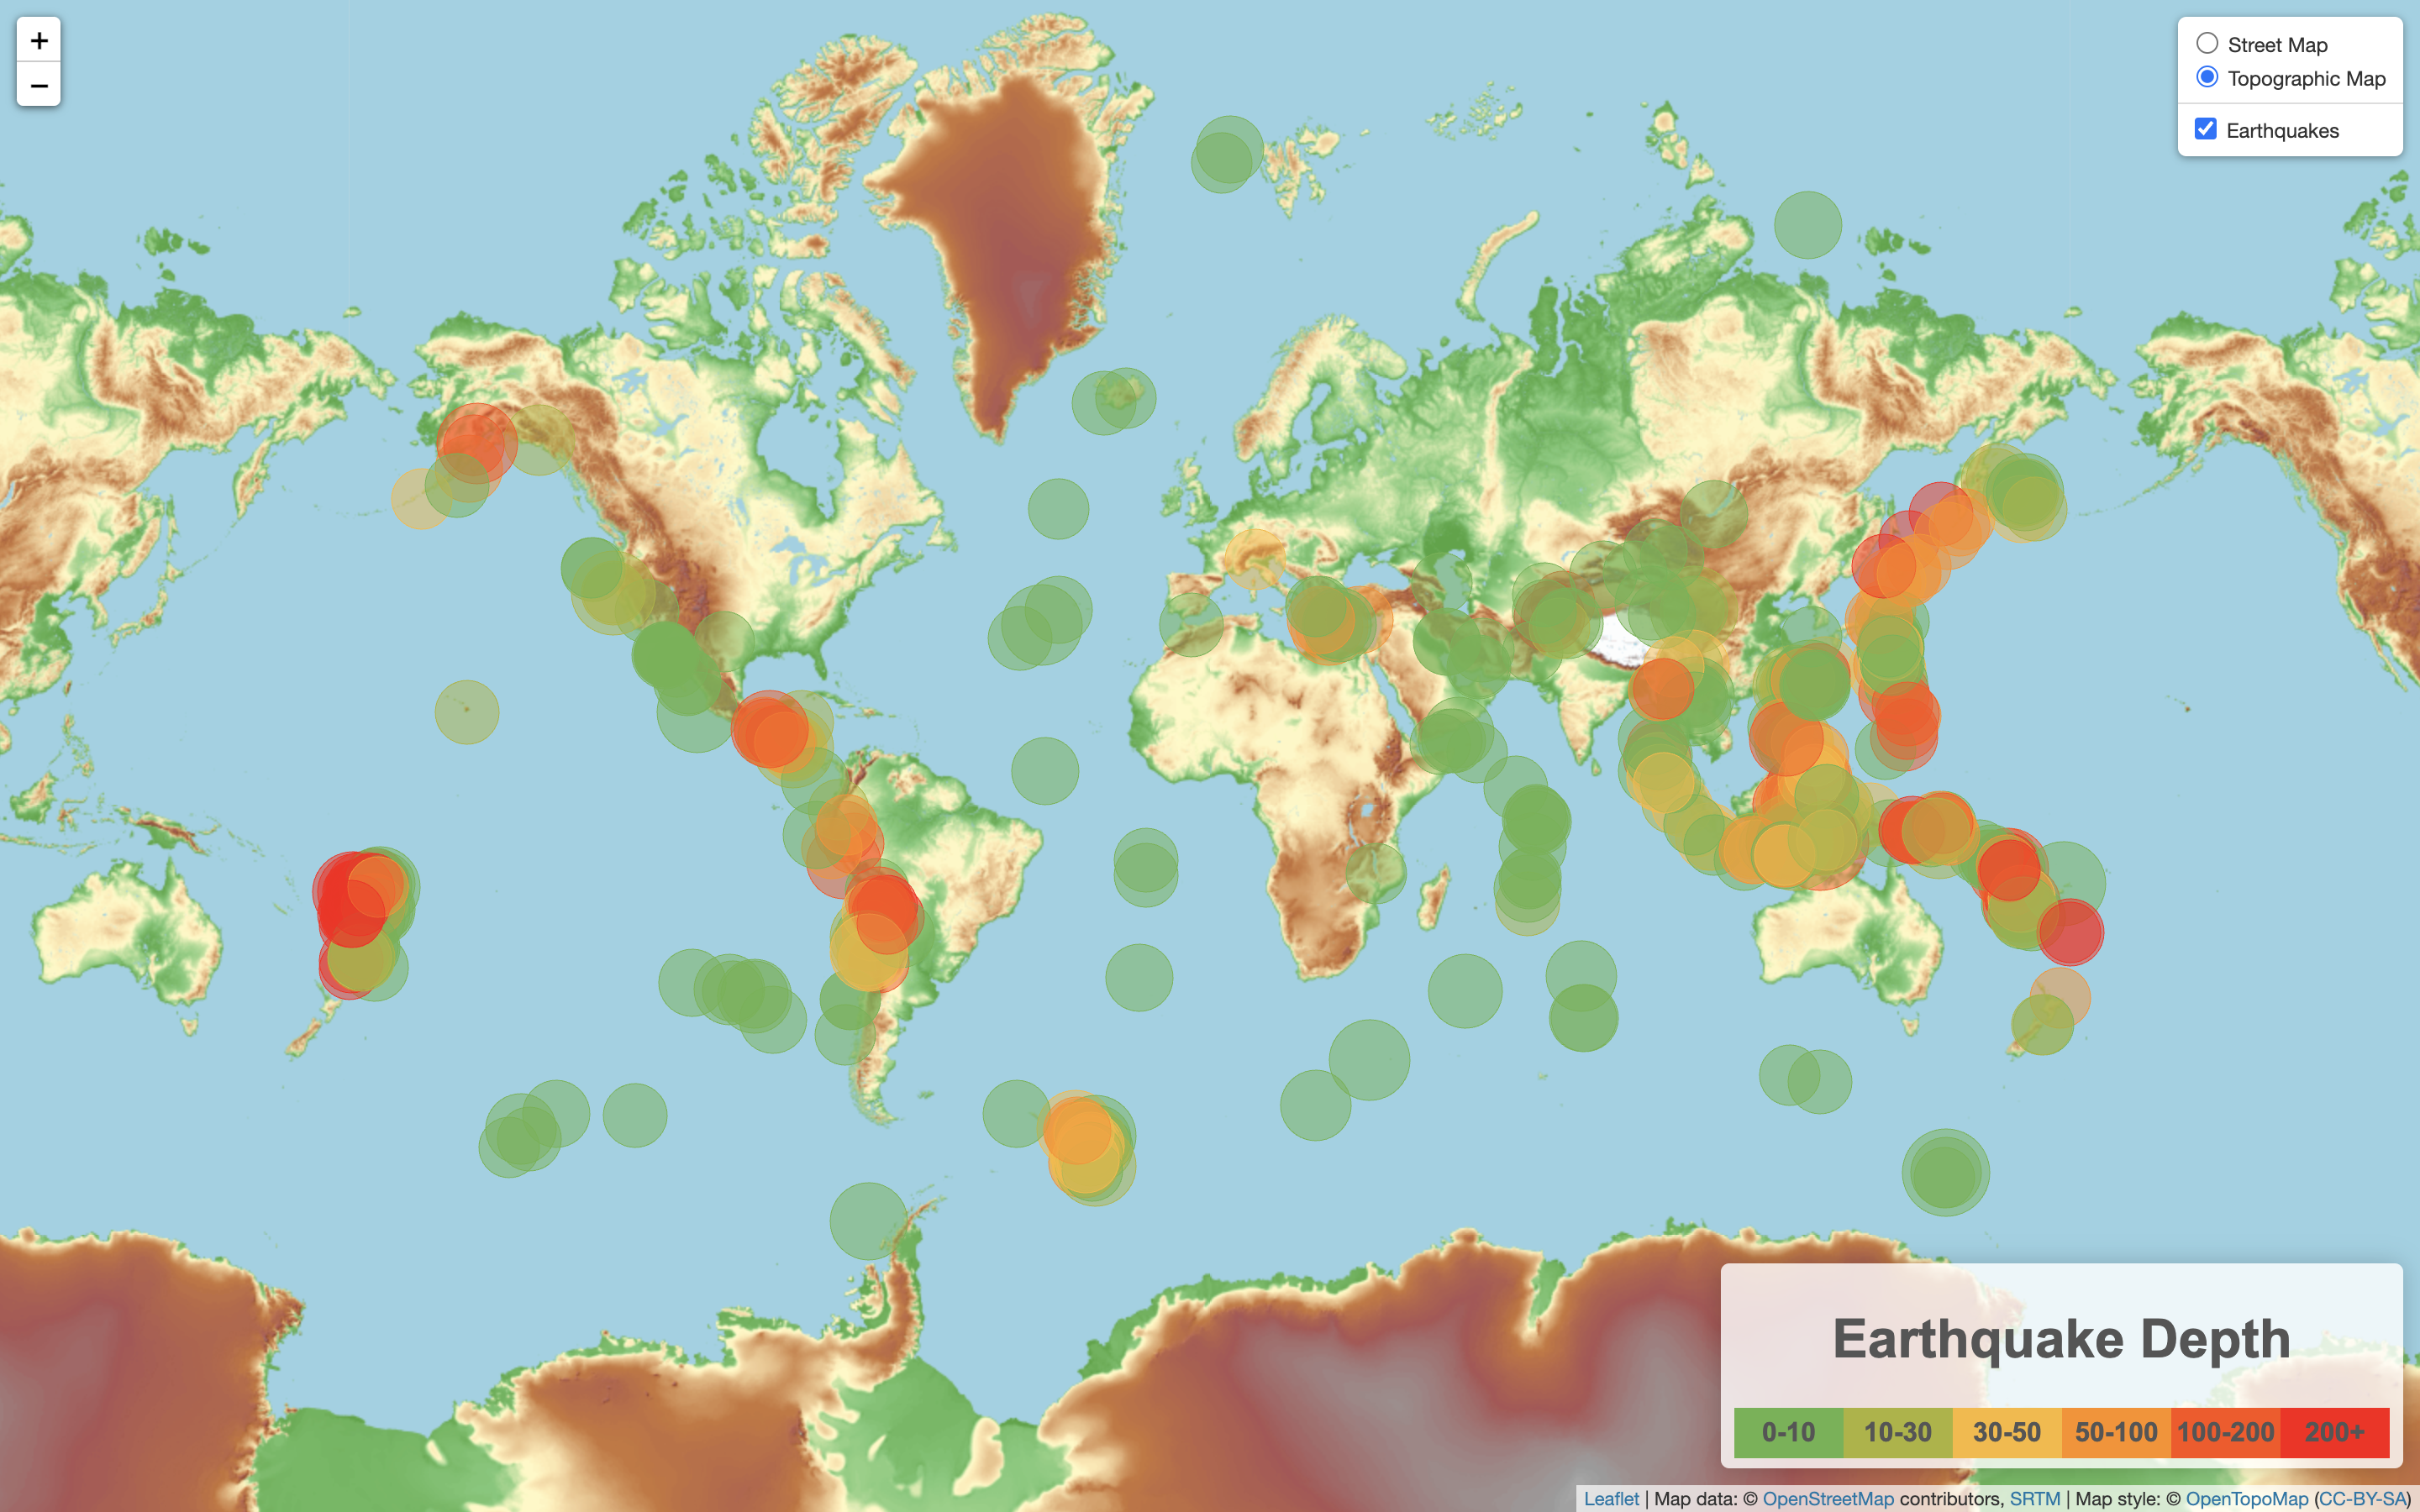 +
−
Street Map
Topographic Map
Earthquakes
Earthquake Depth
0-10 10-30 30-50 50-100 100-200 200+
Leaflet | Map data: © OpenStreetMap contributors, SRTM | Map style: © OpenTopoMap (CC-BY-SA)